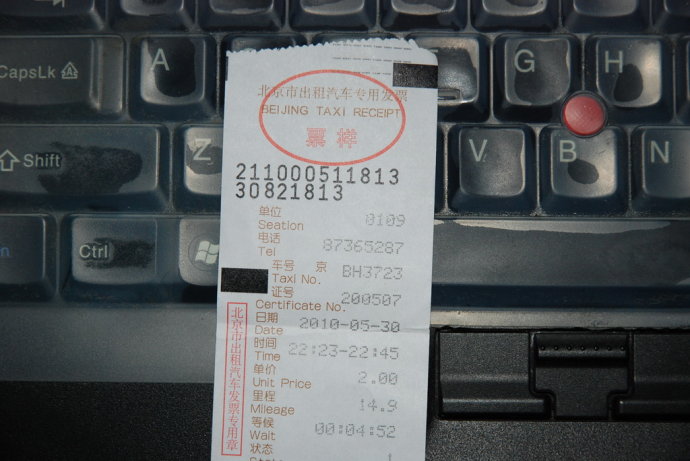 CapsLk
A
G
H
Shift
Z
V
B
N
Ctrl
北京市出租汽车专用发票
BEIJING TAXI RECEIPT
票样
211000511813
30821813
单位
Seation 0109
电话
Tel 87365287
车号 京
Taxi No. BH3723
证号
Certificate No. 200507
日期
Date 2010-05-30
时间
Time 22:23-22:45
单价
Unit Price 2.00
里程
Mileage 14.9
等候
Wait 00:04:52
状态
北京市出租汽车发票专用章